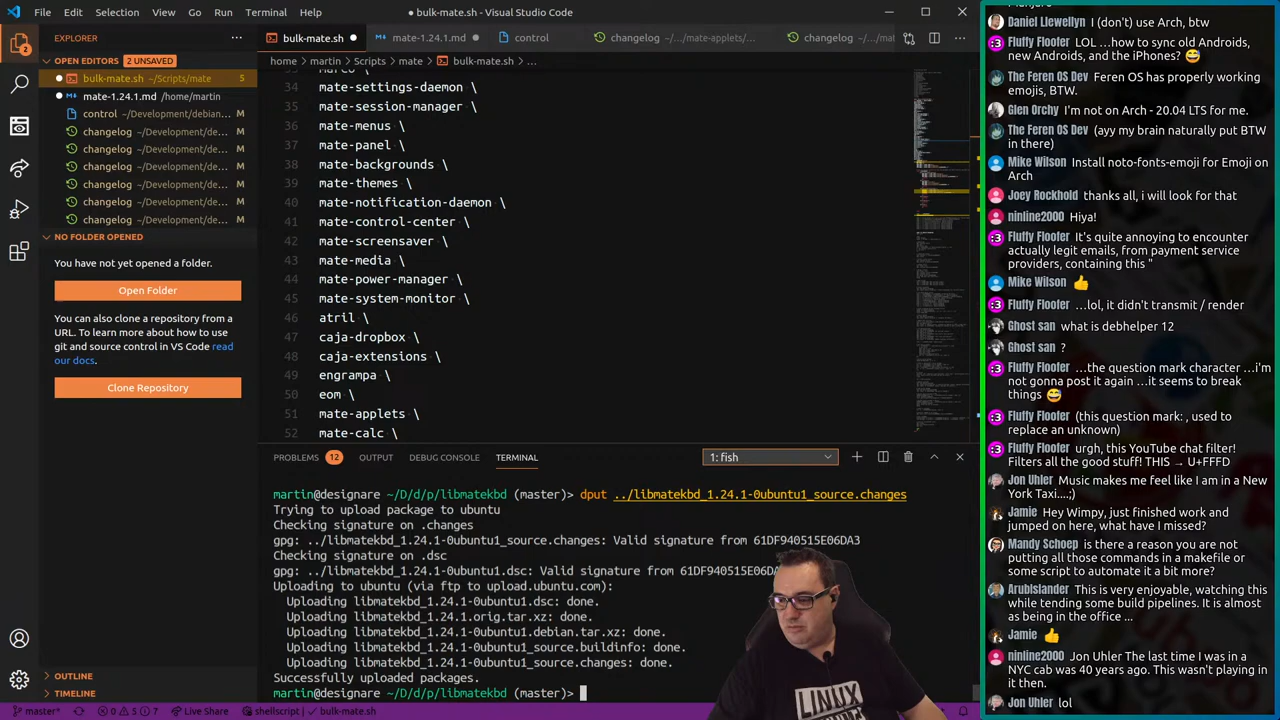 File Edit Selection View Go Run Terminal Help
● bulk-mate.sh - Visual Studio Code
EXPLORER
OPEN EDITORS 2 UNSAVED
bulk-mate.sh ~/Scripts/mate 5
mate-1.24.1.md /home/martin
control ~/Development/debian... M
changelog ~/Development/de... M
changelog ~/Development/de... M
changelog ~/Development/de... M
changelog ~/Development/de... M
changelog ~/Development/de... M
changelog ~/Development/de... M
NO FOLDER OPENED
You have not yet opened a folder.
Open Folder
You can also clone a repository from a
URL. To learn more about how to use
git and source control in VS Code read
our docs.
Clone Repository
OUTLINE
TIMELINE
bulk-mate.sh ● mate-1.24.1.md ● control changelog .../mate-applets/... changelog .../mat
home > martin > Scripts > mate > bulk-mate.sh > ...
34 mate-settings-daemon \
35 mate-session-manager \
36 mate-menus \
37 mate-panel \
38 mate-backgrounds \
39 mate-themes \
40 mate-notification-daemon \
41 mate-control-center \
42 mate-screensaver \
43 mate-media \
44 mate-power-manager \
45 mate-system-monitor \
46 atril \
47 caja-dropbox \
48 caja-extensions \
49 engrampa \
50 eom \
51 mate-applets \
52 mate-calc \
PROBLEMS 12 OUTPUT DEBUG CONSOLE TERMINAL 1: fish
martin@designare ~/D/d/p/libmatekbd (master)> dput ../libmatekbd_1.24.1-0ubuntu1_source.changes
Trying to upload package to ubuntu
Checking signature on .changes
gpg: ../libmatekbd_1.24.1-0ubuntu1_source.changes: Valid signature from 61DF940515E06DA3
Checking signature on .dsc
gpg: ../libmatekbd_1.24.1-0ubuntu1.dsc: Valid signature from 61DF940515E06DA
Uploading to ubuntu (via ftp to upload.ubuntu.com):
Uploading libmatekbd_1.24.1-0ubuntu1.dsc: done.
Uploading libmatekbd_1.24.1.orig.tar.xz: done.
Uploading libmatekbd_1.24.1-0ubuntu1.debian.tar.xz: done.
Uploading libmatekbd_1.24.1-0ubuntu1_source.buildinfo: done.
Uploading libmatekbd_1.24.1-0ubuntu1_source.changes: done.
Successfully uploaded packages.
martin@designare ~/D/d/p/libmatekbd (master)>
LINUX
master* 0 5 7 Live Share shellscript bulk-mate.sh
Daniel Llewellyn I (don't) use Arch, btw
Fluffy Floofer LOL …how to sync old Androids,
new Androids, and the iPhones? 😅
The Feren OS Dev Feren OS has properly working
emojis, BTW.
Glen Orchy I'm not on Arch - 20.04 LTS for me.
The Feren OS Dev (ayy my brain naturally put BTW
in there)
Mike Wilson Install noto-fonts-emoji for Emoji on
Arch
Joey Rockhold thanks all, i will look for that
ninline2000 Hiya!
Fluffy Floofer It's quite annoying to encounter
actually legit emails, from payment service
providers, containing this "
Mike Wilson 👍
Fluffy Floofer …lol it didn't transmit / render
Ghost san what is debhelper 12
Ghost san ?
Fluffy Floofer …the question mark character …i'm
not gonna post it again …it seems to break
things 😅
Fluffy Floofer (this question mark: , used to
replace an unknown)
Fluffy Floofer urgh, this YouTube chat filter!
Filters all the good stuff! THIS → U+FFFD
Jon Uhler Music makes me feel like I am in a New
York Taxi....;)
Jamie Hey Wimpy, just finished work and
jumped on here, what have I missed?
Mandy Schoep is there a reason you are not
putting all those commands in a makefile or
some script to automate it a bit more?
ArubIslander This is very enjoyable, watching this
while tending some build pipelines. It is almost
as being in the office ...
Jamie 👍
ninline2000 Jon Uhler The last time I was in a
NYC cab was 40 years ago. This wasn't playing in
it then.
Jon Uhler lol